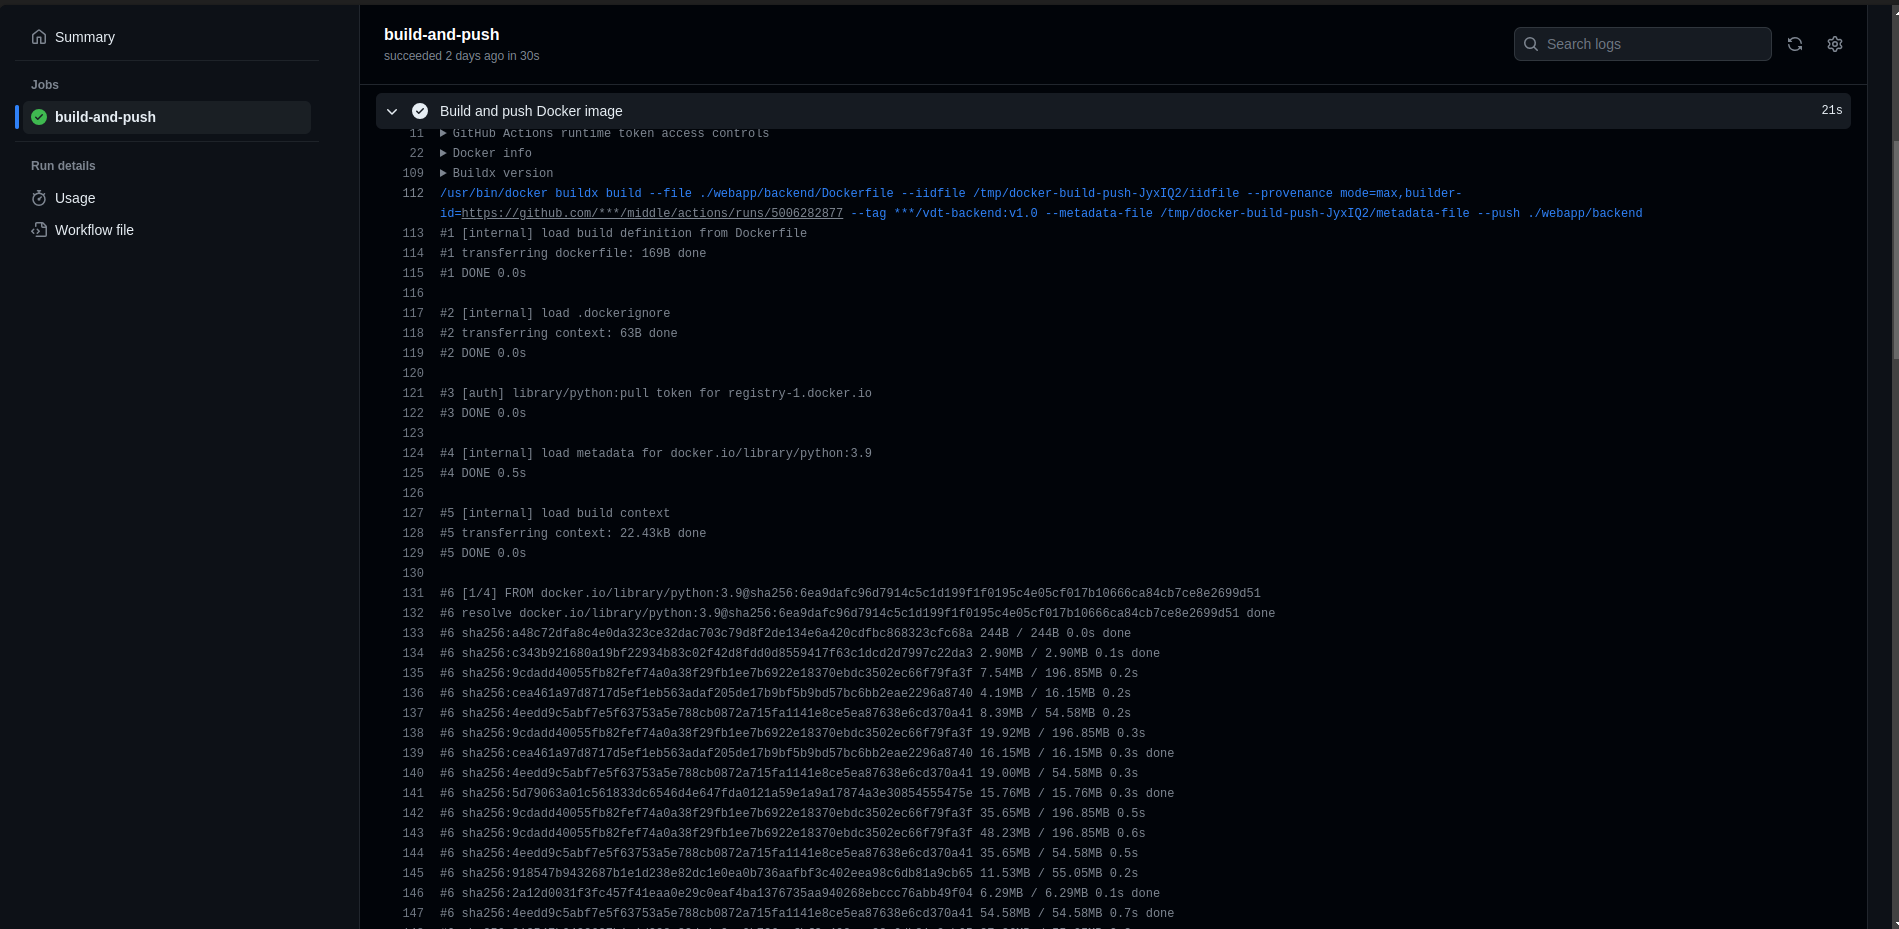 Summary
Jobs
build-and-push
Run details
Usage
Workflow file
build-and-push
succeeded 2 days ago in 30s
Search logs
Build and push Docker image
21s
11 GitHub Actions runtime token access controls
22 Docker info
109 Buildx version
112 /usr/bin/docker buildx build --file ./webapp/backend/Dockerfile --iidfile /tmp/docker-build-push-JyxIQ2/iidfile --provenance mode=max,builder-
id=https://github.com/***/middle/actions/runs/5006282877 --tag ***/vdt-backend:v1.0 --metadata-file /tmp/docker-build-push-JyxIQ2/metadata-file --push ./webapp/backend
113 #1 [internal] load build definition from Dockerfile
114 #1 transferring dockerfile: 169B done
115 #1 DONE 0.0s
116
117 #2 [internal] load .dockerignore
118 #2 transferring context: 63B done
119 #2 DONE 0.0s
120
121 #3 [auth] library/python:pull token for registry-1.docker.io
122 #3 DONE 0.0s
123
124 #4 [internal] load metadata for docker.io/library/python:3.9
125 #4 DONE 0.5s
126
127 #5 [internal] load build context
128 #5 transferring context: 22.43kB done
129 #5 DONE 0.0s
130
131 #6 [1/4] FROM docker.io/library/python:3.9@sha256:6ea9dafc96d7914c5c1d199f1f0195c4e05cf017b10666ca84cb7ce8e2699d51
132 #6 resolve docker.io/library/python:3.9@sha256:6ea9dafc96d7914c5c1d199f1f0195c4e05cf017b10666ca84cb7ce8e2699d51 done
133 #6 sha256:a48c72dfa8c4e0da323ce32dac703c79d8f2de134e6a420cdfbc868323cfc68a 244B / 244B 0.0s done
134 #6 sha256:c343b921680a19bf22934b83c02f42d8fdd0d8559417f63c1dcd2d7997c22da3 2.90MB / 2.90MB 0.1s done
135 #6 sha256:9cdadd40055fb82fef74a0a38f29fb1ee7b6922e18370ebdc3502ec66f79fa3f 7.54MB / 196.85MB 0.2s
136 #6 sha256:cea461a97d8717d5ef1eb563adaf205de17b9bf5b9bd57bc6bb2eae2296a8740 4.19MB / 16.15MB 0.2s
137 #6 sha256:4eedd9c5abf7e5f63753a5e788cb0872a715fa1141e8ce5ea87638e6cd370a41 8.39MB / 54.58MB 0.2s
138 #6 sha256:9cdadd40055fb82fef74a0a38f29fb1ee7b6922e18370ebdc3502ec66f79fa3f 19.92MB / 196.85MB 0.3s
139 #6 sha256:cea461a97d8717d5ef1eb563adaf205de17b9bf5b9bd57bc6bb2eae2296a8740 16.15MB / 16.15MB 0.3s done
140 #6 sha256:4eedd9c5abf7e5f63753a5e788cb0872a715fa1141e8ce5ea87638e6cd370a41 19.00MB / 54.58MB 0.3s
141 #6 sha256:5d79063a01c561833dc6546d4e647fda0121a59e1a9a17874a3e30854555475e 15.76MB / 15.76MB 0.3s done
142 #6 sha256:9cdadd40055fb82fef74a0a38f29fb1ee7b6922e18370ebdc3502ec66f79fa3f 35.65MB / 196.85MB 0.5s
143 #6 sha256:9cdadd40055fb82fef74a0a38f29fb1ee7b6922e18370ebdc3502ec66f79fa3f 48.23MB / 196.85MB 0.6s
144 #6 sha256:4eedd9c5abf7e5f63753a5e788cb0872a715fa1141e8ce5ea87638e6cd370a41 35.65MB / 54.58MB 0.5s
145 #6 sha256:918547b9432687b1e1d238e82dc1e0ea0b736aafbf3c402eea98c6db81a9cb65 11.53MB / 55.05MB 0.2s
146 #6 sha256:2a12d0031f3fc457f41eaa0e29c0eaf4ba1376735aa940268ebccc76abb49f04 6.29MB / 6.29MB 0.1s done
147 #6 sha256:4eedd9c5abf7e5f63753a5e788cb0872a715fa1141e8ce5ea87638e6cd370a41 54.58MB / 54.58MB 0.7s done